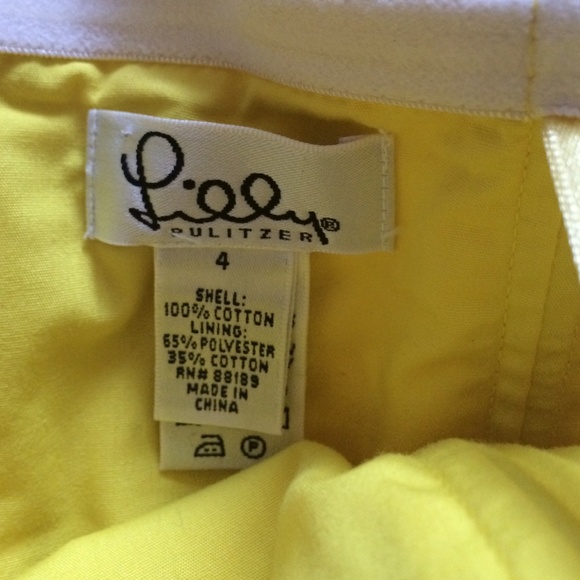 Lilly®
PULITZER
4
SHELL:
100% COTTON
LINING:
65% POLYESTER
35% COTTON
RN# 88189
MADE IN
CHINA
P